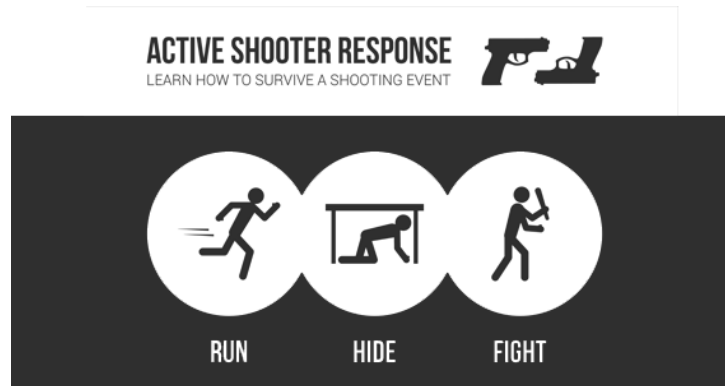 ACTIVE SHOOTER RESPONSE
LEARN HOW TO SURVIVE A SHOOTING EVENT
RUN
HIDE
FIGHT